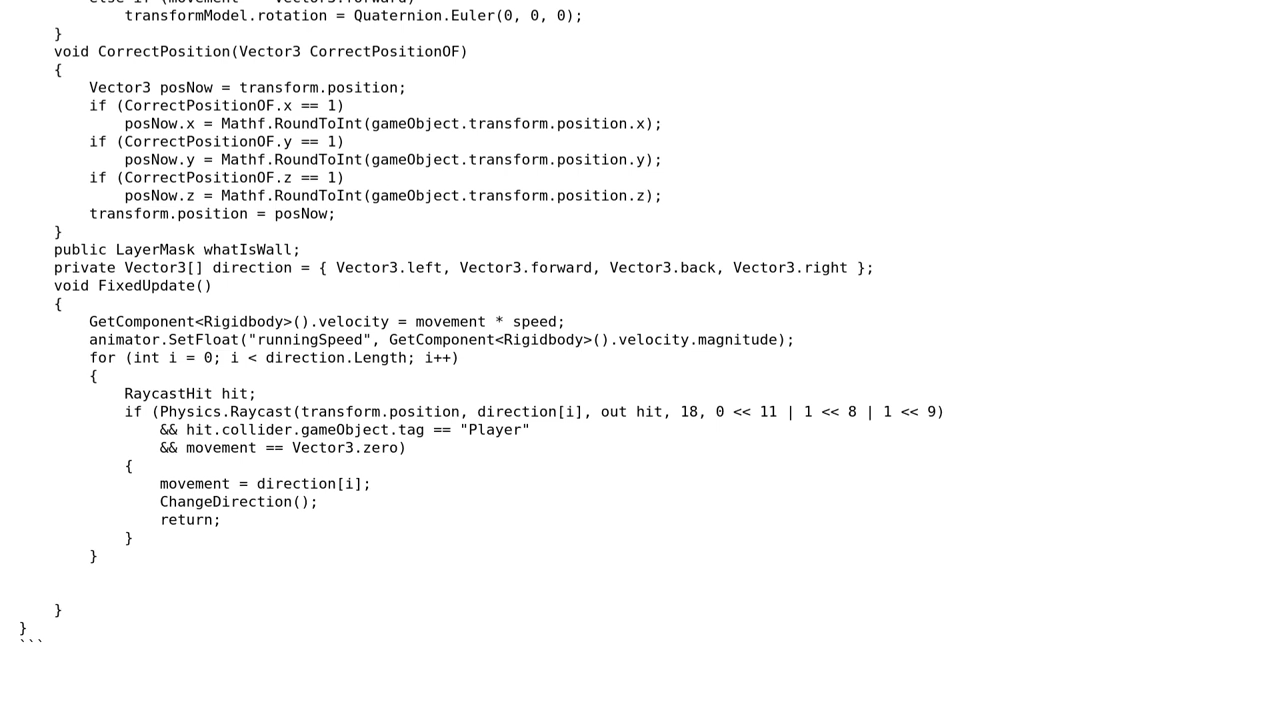 transformModel.rotation = Quaternion.Euler(0, 0, 0);
}
void CorrectPosition(Vector3 CorrectPositionOF)
{
Vector3 posNow = transform.position;
if (CorrectPositionOF.x == 1)
posNow.x = Mathf.RoundToInt(gameObject.transform.position.x);
if (CorrectPositionOF.y == 1)
posNow.y = Mathf.RoundToInt(gameObject.transform.position.y);
if (CorrectPositionOF.z == 1)
posNow.z = Mathf.RoundToInt(gameObject.transform.position.z);
transform.position = posNow;
}
public LayerMask whatIsWall;
private Vector3[] direction = { Vector3.left, Vector3.forward, Vector3.back, Vector3.right };
void FixedUpdate()
{
GetComponent<Rigidbody>().velocity = movement * speed;
animator.SetFloat("runningSpeed", GetComponent<Rigidbody>().velocity.magnitude);
for (int i = 0; i < direction.Length; i++)
{
RaycastHit hit;
if (Physics.Raycast(transform.position, direction[i], out hit, 18, 0 << 11 | 1 << 8 | 1 << 9)
&& hit.collider.gameObject.tag == "Player"
&& movement == Vector3.zero)
{
movement = direction[i];
ChangeDirection();
return;
}
}
}
}
```